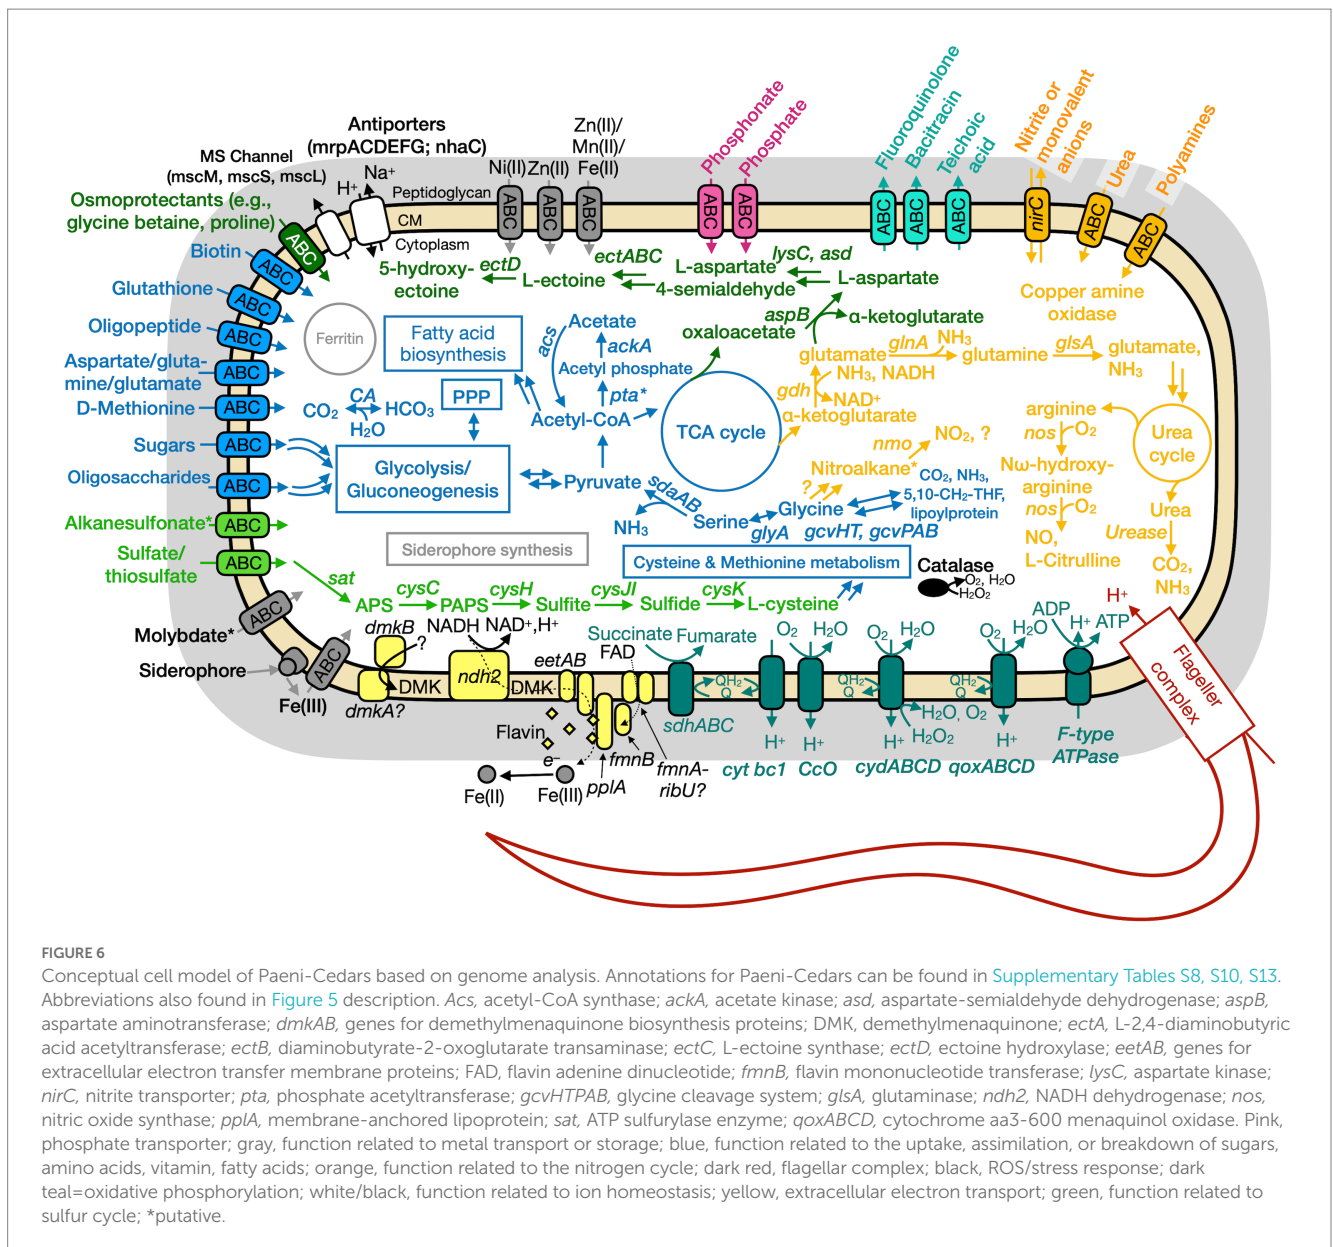 Antiporters
(mrpACDEFG; nhaC)
MS Channel
(mscM, mscS, mscL)
H⁺
Na⁺
Peptidoglycan
CM
Cytoplasm
Ni(II)
Zn(II)
Zn(II)/
Mn(II)/
Fe(II)
ABC
ABC
ABC
Phosphonate
Phosphate
ABC
ABC
Fluoroquinolone
Bacitracin
Teichoic
acid
ABC
ABC
ABC
Nitrite or
monovalent
anions
nirC
Urea
ABC
Polyamines
ABC
Osmoprotectants (e.g.,
glycine betaine, proline)
ABC
Biotin
ABC
Glutathione
ABC
Oligopeptide
ABC
Aspartate/gluta-
mine/glutamate
ABC
D-Methionine
ABC
Sugars
ABC
Oligosaccharides
ABC
Alkanesulfonate*
ABC
Sulfate/
thiosulfate
ABC
Molybdate*
ABC
Siderophore
ABC
Fe(III)
5-hydroxy-
ectoine
ectD
L-ectoine
ectABC
L-aspartate
4-semialdehyde
lysC, asd
L-aspartate
aspB
oxaloacetate
α-ketoglutarate
Ferritin
Fatty acid
biosynthesis
acs
Acetate
ackA
Acetyl phosphate
pta*
Acetyl-CoA
PPP
CO₂
CA
HCO₃
H₂O
Glycolysis/
Gluconeogenesis
Pyruvate
TCA cycle
sdaAB
NH₃
Serine
glyA
Glycine
gcvHT, gcvPAB
CO₂, NH₃,
5,10-CH₂-THF,
lipoylprotein
glutamate
glnA
NH₃
glutamine
glsA
glutamate,
NH₃
gdh
NH₃, NADH
NAD⁺
α-ketoglutarate
nmo
NO₂, ?
Nitroalkane*
?
Copper amine
oxidase
arginine
nos
O₂
Nω-hydroxy-
arginine
nos
O₂
NO,
L-Citrulline
Urea
cycle
Urea
Urease
CO₂,
NH₃
Siderophore synthesis
Cysteine & Methionine metabolism
Catalase
O₂, H₂O
H₂O₂
sat
APS
cysC
PAPS
cysH
Sulfite
cysJI
Sulfide
cysK
L-cysteine
dmkB
?
DMK
dmkA?
NADH
NAD⁺,H⁺
ndh2
DMK
eetAB
FAD
Flavin
e⁻
Fe(II)
Fe(III)
pplA
fmnB
fmnA-
ribU?
Succinate
Fumarate
sdhABC
QH₂
Q
O₂
H₂O
H⁺
H⁺
cyt bc1
CcO
O₂
H₂O
QH₂
Q
H₂O, O₂
H₂O₂
H⁺
cydABCD
O₂
H₂O
QH₂
Q
H⁺
qoxABCD
ADP
H⁺
ATP
F-type
ATPase
H⁺
Flageller
complex
FIGURE 6
Conceptual cell model of Paeni-Cedars based on genome analysis. Annotations for Paeni-Cedars can be found in Supplementary Tables S8, S10, S13.
Abbreviations also found in Figure 5 description. Acs, acetyl-CoA synthase; ackA, acetate kinase; asd, aspartate-semialdehyde dehydrogenase; aspB,
aspartate aminotransferase; dmkAB, genes for demethylmenaquinone biosynthesis proteins; DMK, demethylmenaquinone; ectA, L-2,4-diaminobutyric
acid acetyltransferase; ectB, diaminobutyrate-2-oxoglutarate transaminase; ectC, L-ectoine synthase; ectD, ectoine hydroxylase; eetAB, genes for
extracellular electron transfer membrane proteins; FAD, flavin adenine dinucleotide; fmnB, flavin mononucleotide transferase; lysC, aspartate kinase;
nirC, nitrite transporter; pta, phosphate acetyltransferase; gcvHTPAB, glycine cleavage system; glsA, glutaminase; ndh2, NADH dehydrogenase; nos,
nitric oxide synthase; pplA, membrane-anchored lipoprotein; sat, ATP sulfurylase enzyme; qoxABCD, cytochrome aa3-600 menaquinol oxidase. Pink,
phosphate transporter; gray, function related to metal transport or storage; blue, function related to the uptake, assimilation, or breakdown of sugars,
amino acids, vitamin, fatty acids; orange, function related to the nitrogen cycle; dark red, flagellar complex; black, ROS/stress response; dark
teal=oxidative phosphorylation; white/black, function related to ion homeostasis; yellow, extracellular electron transport; green, function related to
sulfur cycle; *putative.